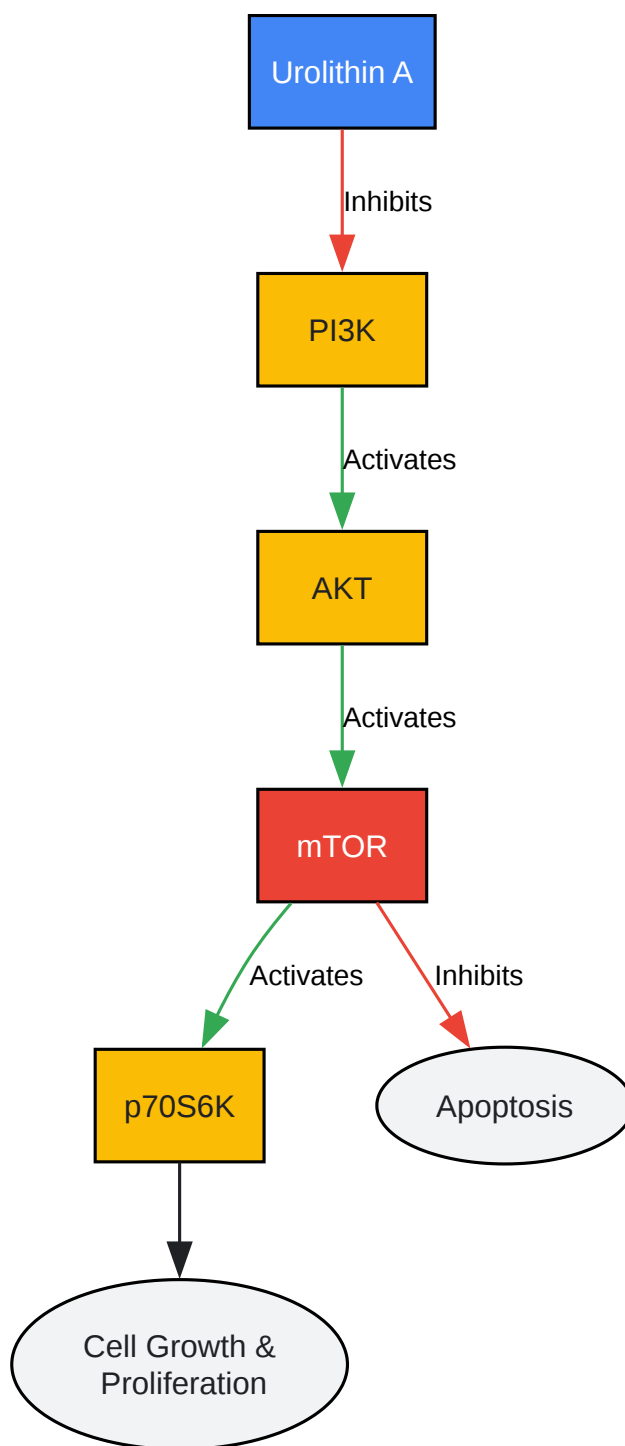 Urolithin A
Inhibits
PI3K
Activates
AKT
Activates
mTOR
Activates
Inhibits
p70S6K
Apoptosis
Cell Growth &
Proliferation